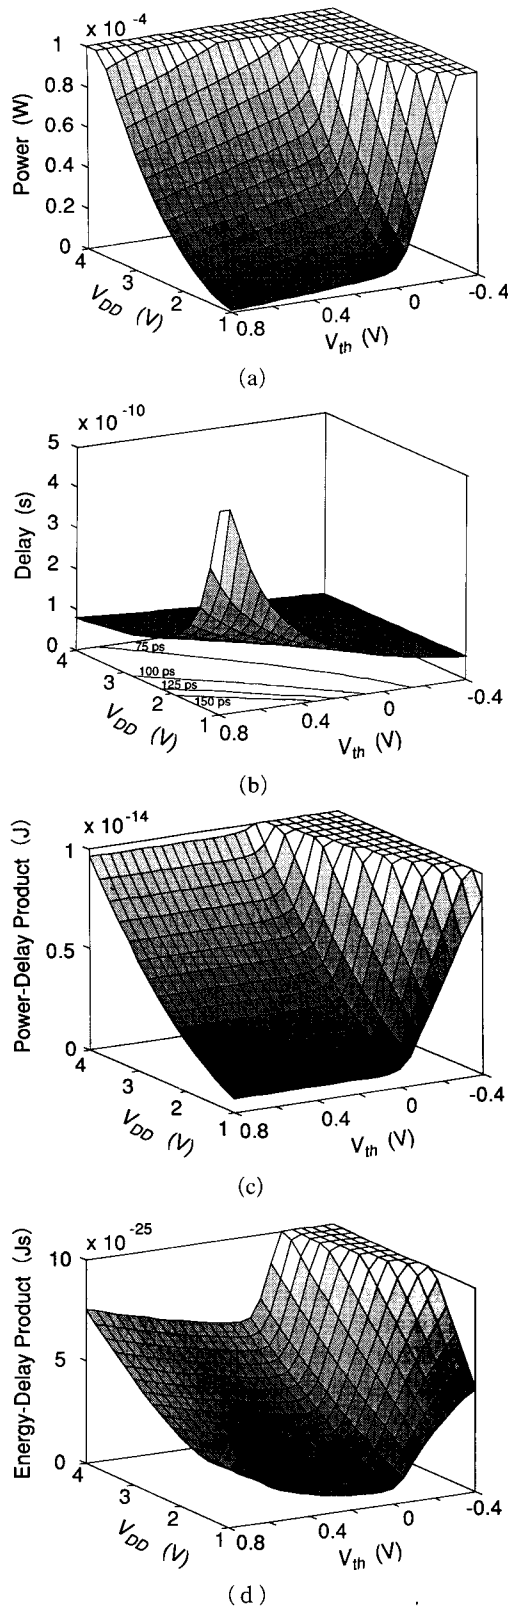 x 10 -4
Power (W)
1
0.8
0.6
0.4
0.2
0
4
3
2
1
V_DD (V)
0.8
0.4
0
-0.4
V_th (V)
(a)
x 10 -10
Delay (s)
5
4
3
2
1
0
75 ps
100 ps
125 ps
150 ps
4
3
2
1
V_DD (V)
0.8
0.4
0
-0.4
V_th (V)
(b)
x 10 -14
Power-Delay Product (J)
1
0.5
0
4
3
2
1
V_DD (V)
0.8
0.4
0
-0.4
V_th (V)
(c)
x 10 -25
Energy-Delay Product (Js)
10
5
0
4
3
2
1
V_DD (V)
0.8
0.4
0
-0.4
V_th (V)
(d)